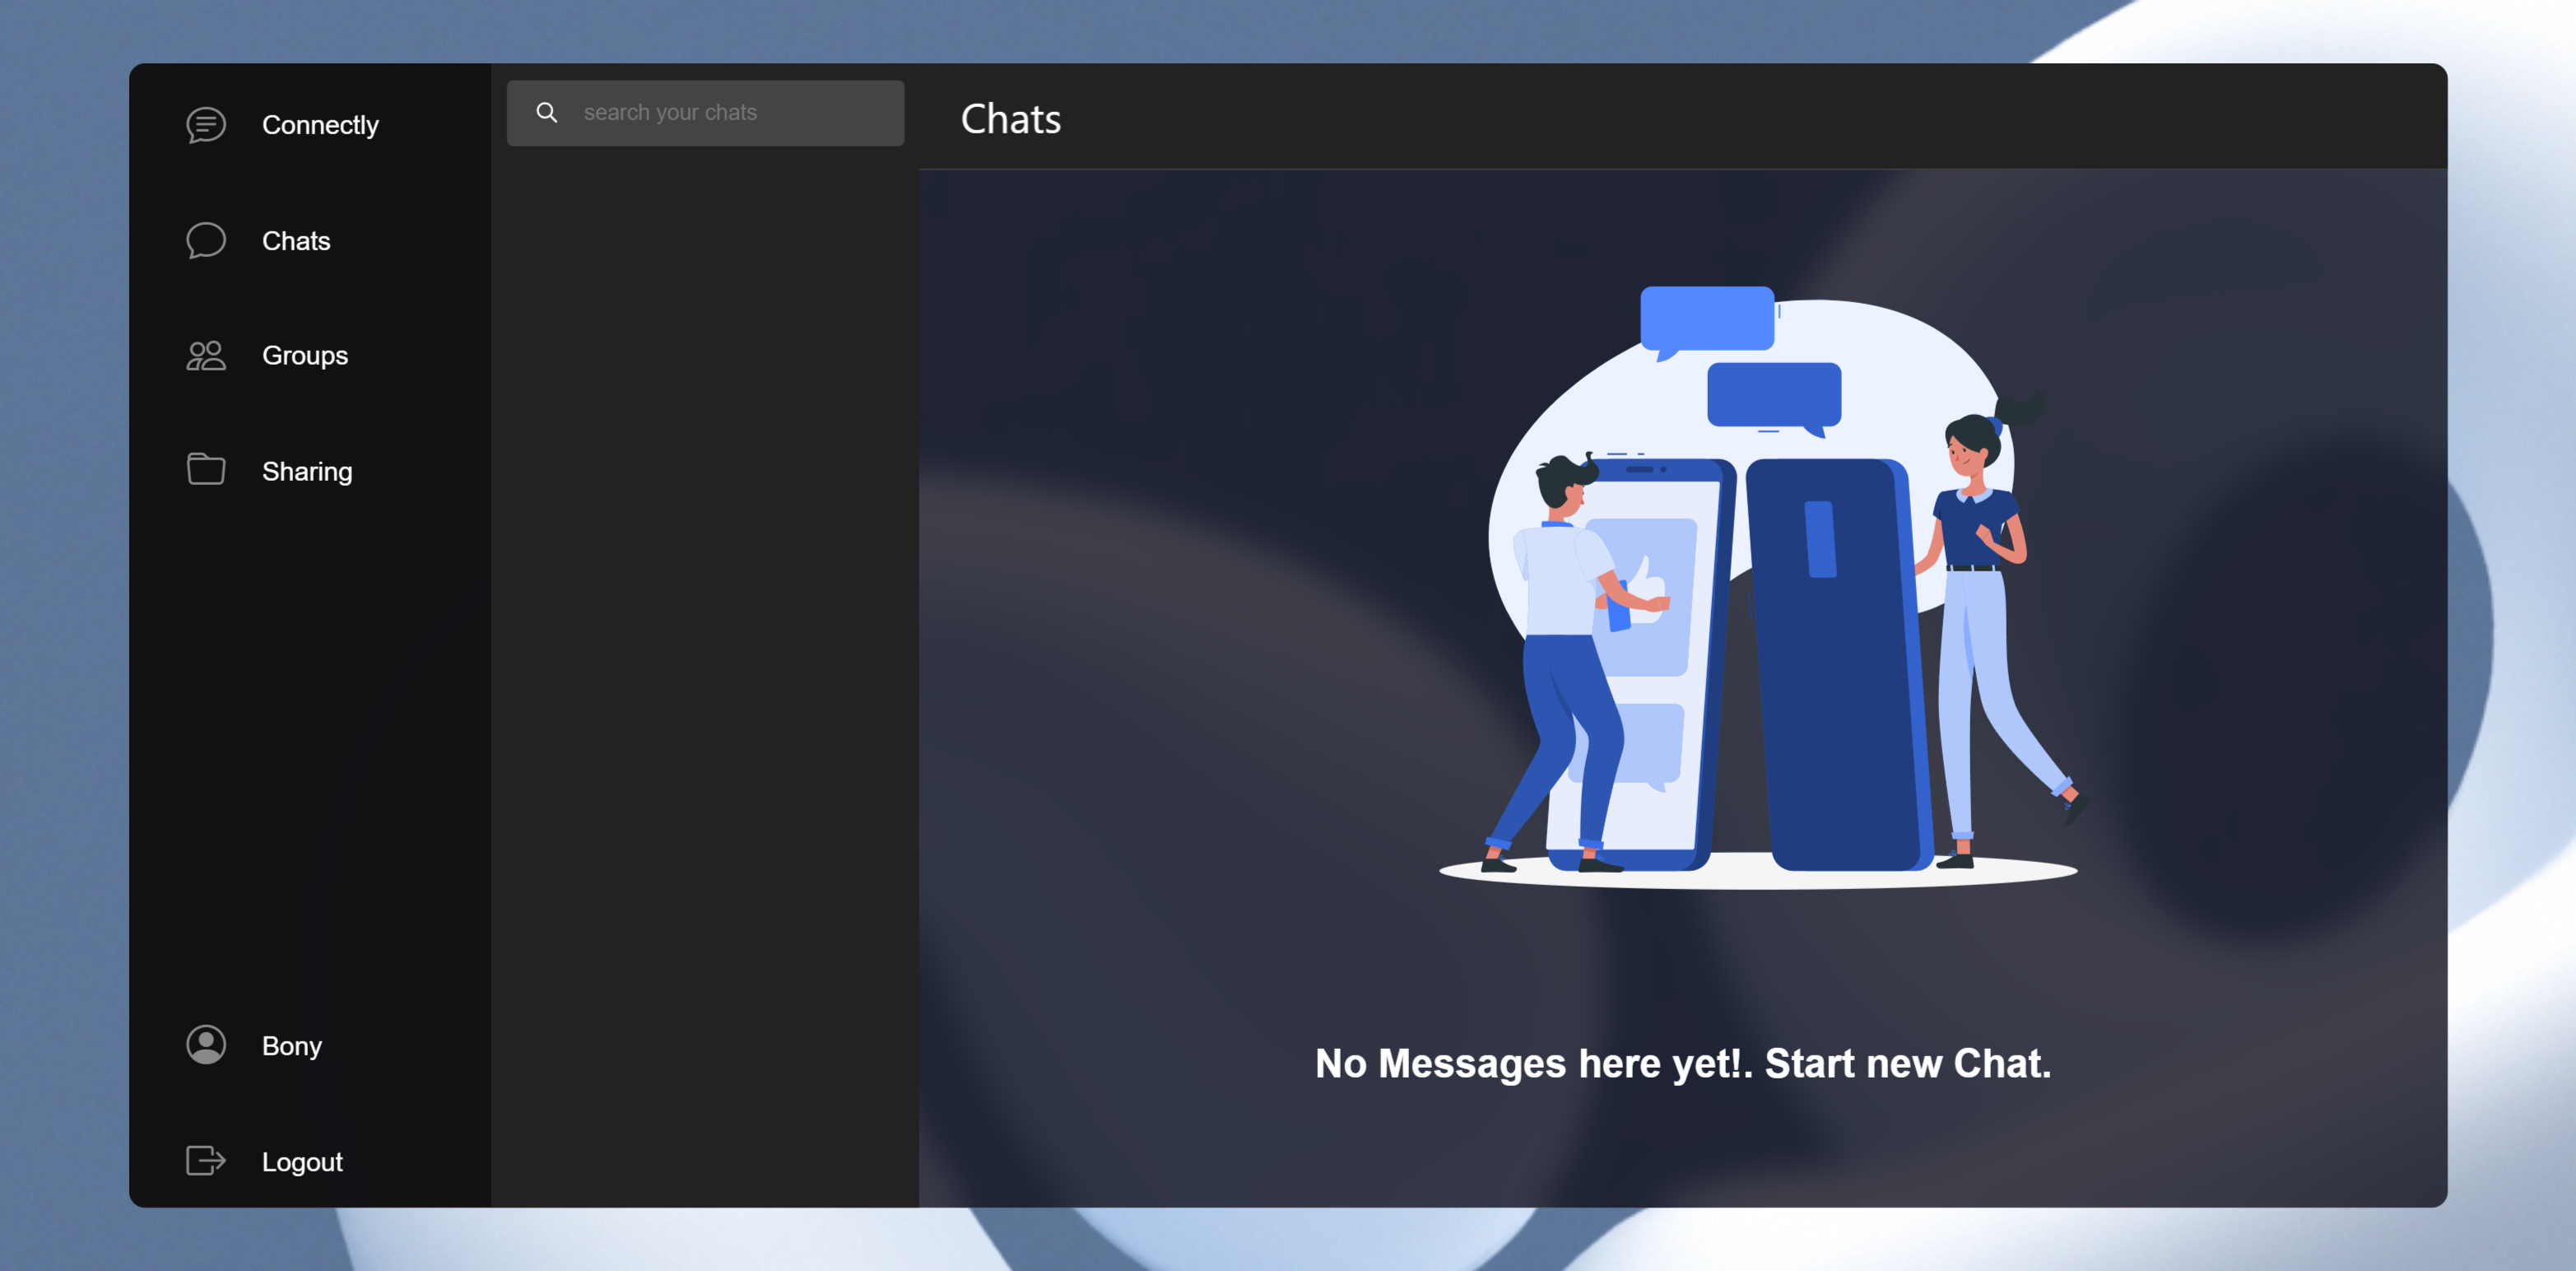 Connectly
Chats
Groups
Sharing
Bony
Logout
search your chats
Chats
No Messages here yet!. Start new Chat.